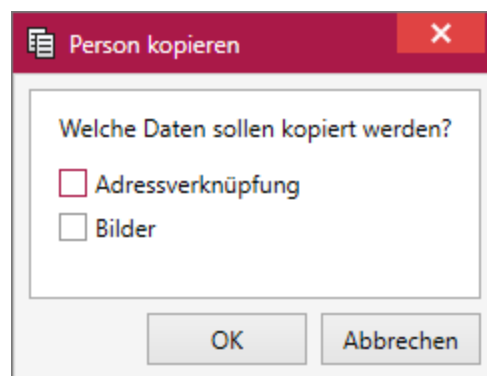 Person kopieren
Welche Daten sollen kopiert werden?
Adressverknüpfung
Bilder
OK
Abbrechen